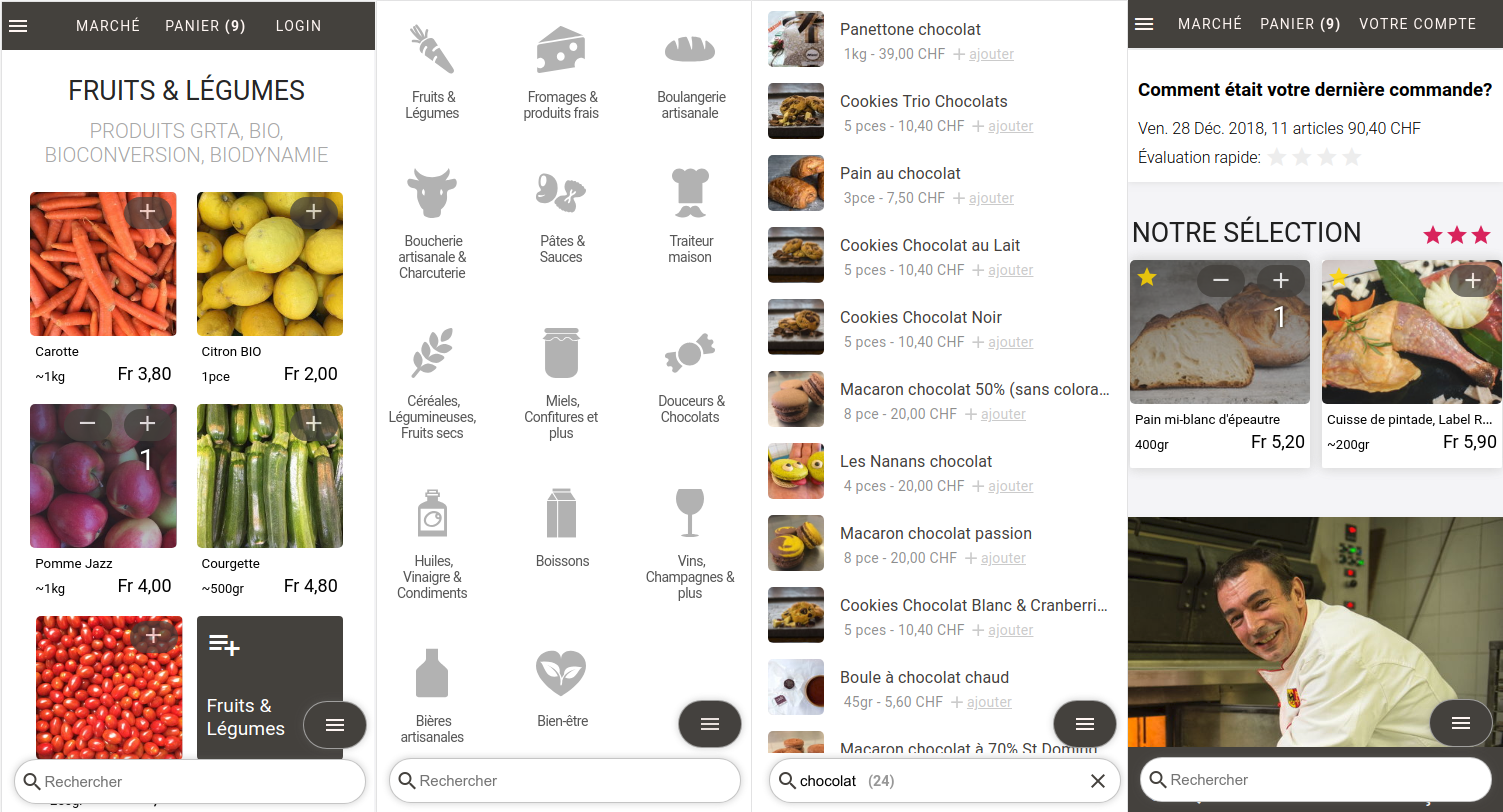 MARCHÉ PANIER (9) LOGIN
FRUITS & LÉGUMES
PRODUITS GRTA, BIO,
BIOCONVERSION, BIODYNAMIE
Carotte
~1kg Fr 3,80
Citron BIO
1pce Fr 2,00
1
Pomme Jazz
~1kg Fr 4,00
Courgette
~500gr Fr 4,80
Fruits &
Légumes
Rechercher
Fruits &
Légumes
Fromages &
produits frais
Boulangerie
artisanale
Boucherie
artisanale &
Charcuterie
Pâtes &
Sauces
Traiteur
maison
Céréales,
Légumineuses,
Fruits secs
Miels,
Confitures et
plus
Douceurs &
Chocolats
Huiles,
Vinaigre &
Condiments
Boissons
Vins,
Champagnes &
plus
Bières
artisanales
Bien-être
Rechercher
Panettone chocolat
1kg - 39,00 CHF + ajouter
Cookies Trio Chocolats
5 pces - 10,40 CHF + ajouter
Pain au chocolat
3pce - 7,50 CHF + ajouter
Cookies Chocolat au Lait
5 pces - 10,40 CHF + ajouter
Cookies Chocolat Noir
5 pces - 10,40 CHF + ajouter
Macaron chocolat 50% (sans colora...
8 pce - 20,00 CHF + ajouter
Les Nanans chocolat
4 pces - 20,00 CHF + ajouter
Macaron chocolat passion
8 pce - 20,00 CHF + ajouter
Cookies Chocolat Blanc & Cranberri...
5 pces - 10,40 CHF + ajouter
Boule à chocolat chaud
45gr - 5,60 CHF + ajouter
Macaron chocolat à 70% St Doming
chocolat (24)
MARCHÉ PANIER (9) VOTRE COMPTE
Comment était votre dernière commande?
Ven. 28 Déc. 2018, 11 articles 90,40 CHF
Évaluation rapide:
NOTRE SÉLECTION
1
Pain mi-blanc d'épeautre
400gr Fr 5,20
Cuisse de pintade, Label R...
~200gr Fr 5,90
Rechercher